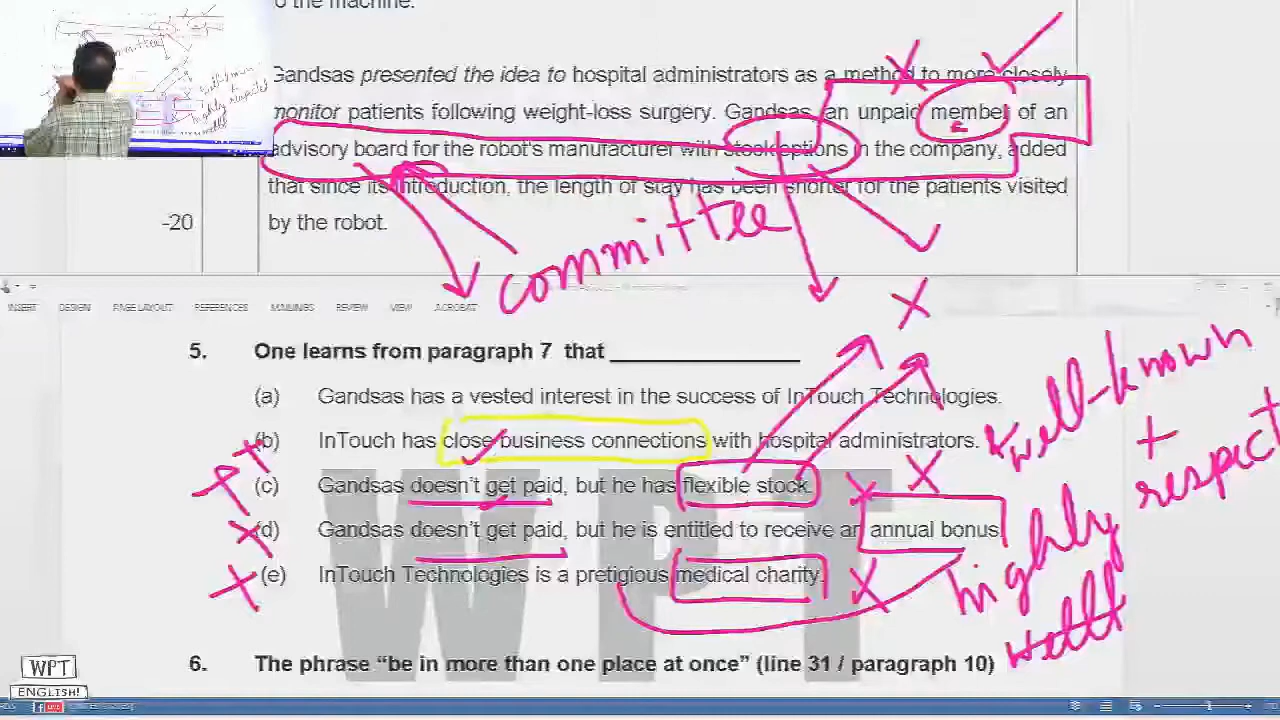 o the machine.
Gandsas presented the idea to hospital administrators as a method to more closely
monitor patients following weight-loss surgery. Gandsas, an unpaid member of an
advisory board for the robot's manufacturer with stock options in the company, added
that since its introduction, the length of stay has been shorter for the patients visited
-20
by the robot.
committee
INSERT DESIGN PAGE LAYOUT REFERENCES MAILINGS REVIEW VIEW ACROBAT
5. One learns from paragraph 7 that ________________
(a) Gandsas has a vested interest in the success of InTouch Technologies.
(b) InTouch has close business connections with hospital administrators.
(c) Gandsas doesn't get paid, but he has flexible stock.
(d) Gandsas doesn't get paid, but he is entitled to receive an annual bonus.
(e) InTouch Technologies is a pretigious medical charity.
well-known
+
highly respect
WPT
6. The phrase “be in more than one place at once” (line 31 / paragraph 10)
WPT
ENGLISH!
LIVE